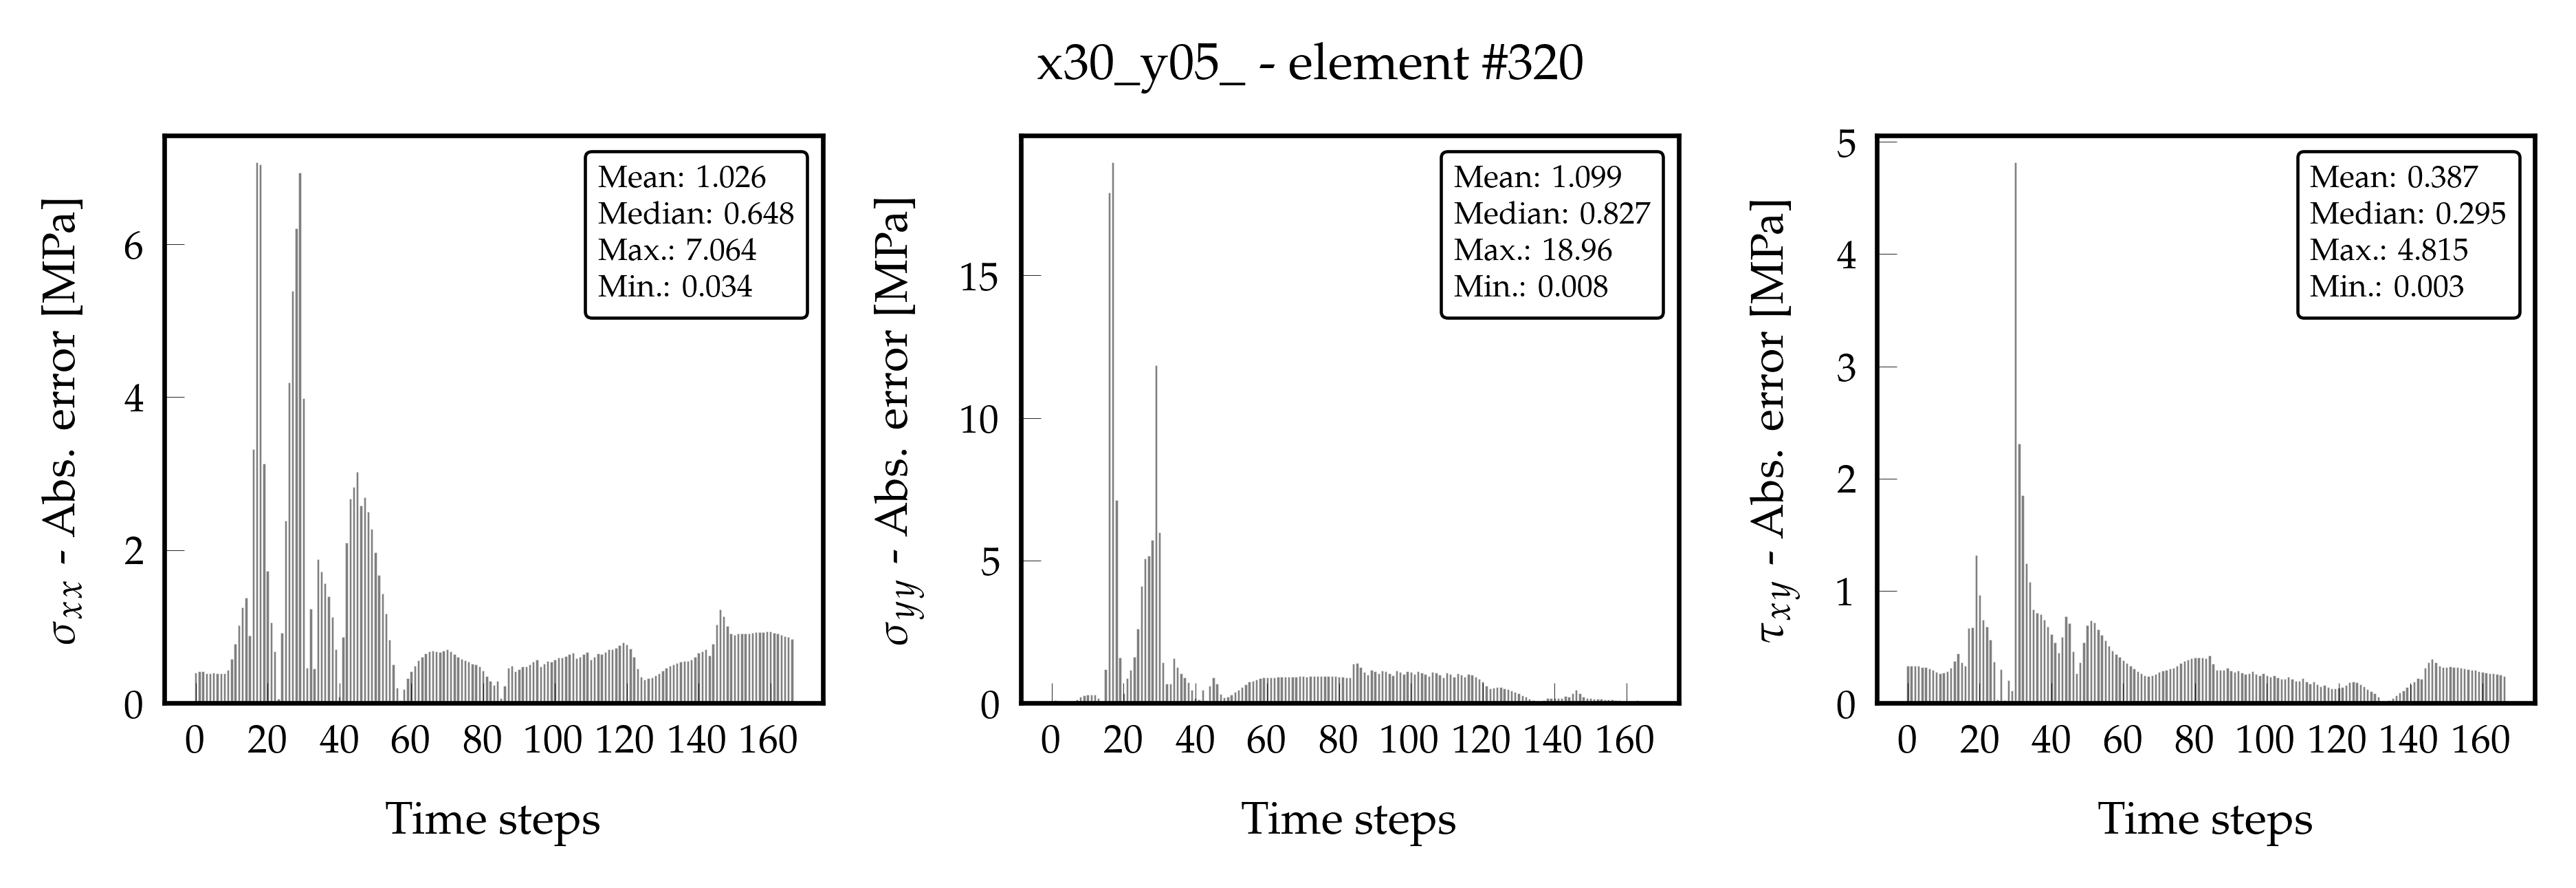 x30_y05_ - element #320
σxx - Abs. error [MPa]
6
4
2
0
0 20 40 60 80 100 120 140 160
Time steps
Mean: 1.026
Median: 0.648
Max.: 7.064
Min.: 0.034
σyy - Abs. error [MPa]
15
10
5
0
0 20 40 60 80 100 120 140 160
Time steps
Mean: 1.099
Median: 0.827
Max.: 18.96
Min.: 0.008
τxy - Abs. error [MPa]
5
4
3
2
1
0
0 20 40 60 80 100 120 140 160
Time steps
Mean: 0.387
Median: 0.295
Max.: 4.815
Min.: 0.003